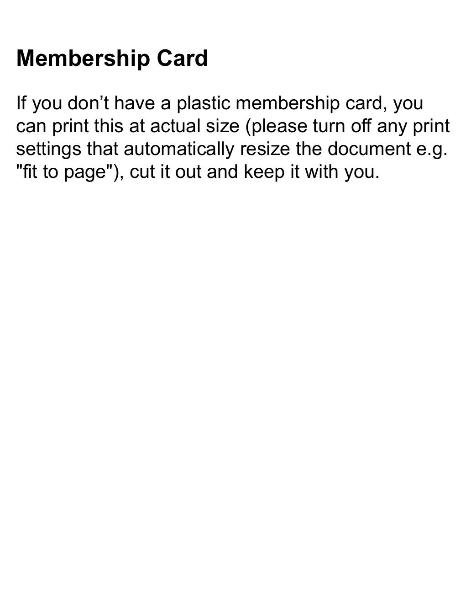 Membership Card
If you don’t have a plastic membership card, you
can print this at actual size (please turn off any print
settings that automatically resize the document e.g.
"fit to page"), cut it out and keep it with you.